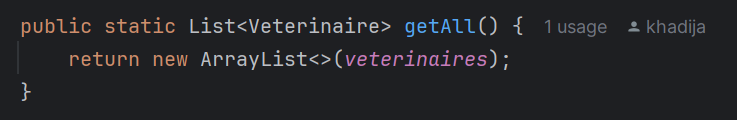 public static List<Veterinaire> getAll() { 1 usage khadija
    return new ArrayList<>(veterinaires);
}